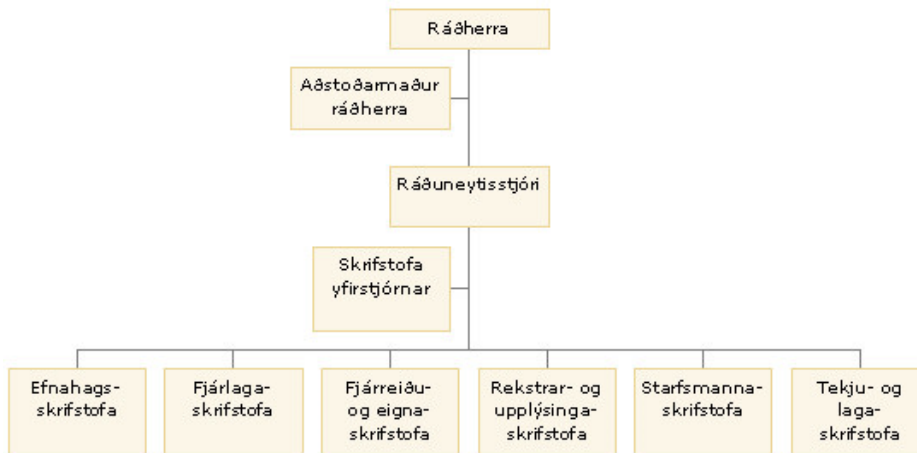 Ráðherra
Aðstoðarmaður
ráðherra
Ráðuneytisstjóri
Skrifstofa
yfirstjórnar
Efnahags-
skrifstofa
Fjárlaga-
skrifstofa
Fjárreiðu-
og eigna-
skrifstofa
Rekstrar- og
upplýsinga-
skrifstofa
Starfsmanna-
skrifstofa
Tekju- og
laga-
skrifstofa